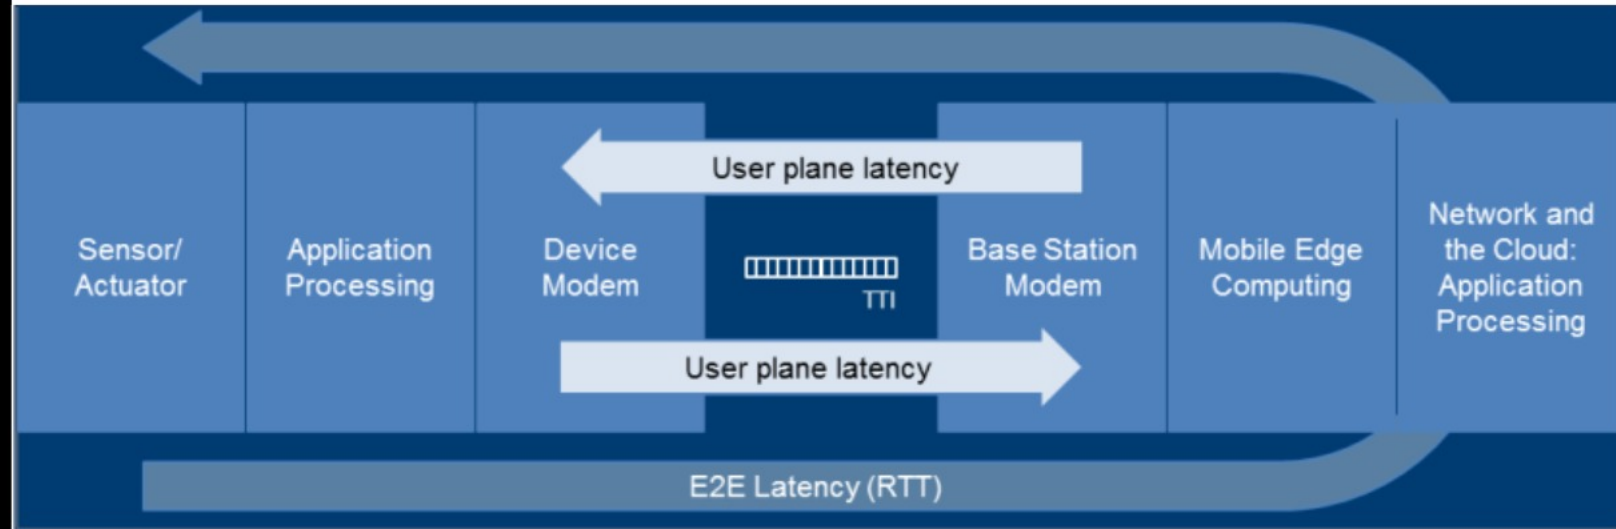 User plane latency
Sensor/
Actuator
Application
Processing
Device
Modem
TTI
Base Station
Modem
Mobile Edge
Computing
Network and
the Cloud:
Application
Processing
User plane latency
E2E Latency (RTT)